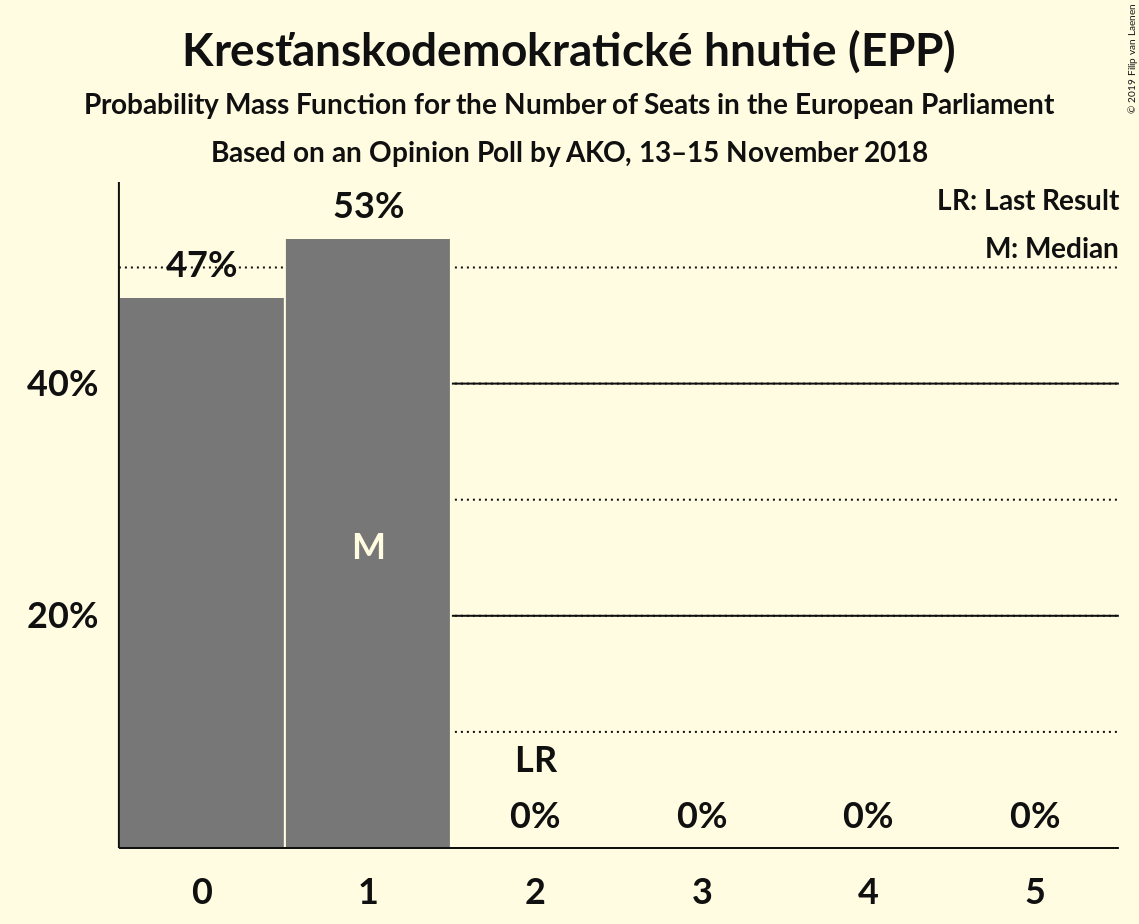 Kresťanskodemokratické hnutie (EPP)
Probability Mass Function for the Number of Seats in the European Parliament
Based on an Opinion Poll by AKO, 13–15 November 2018
© 2019 Filip van Laenen
LR: Last Result
M: Median
53%
47%
40%
M
20%
LR
0% 0% 0% 0%
0 1 2 3 4 5